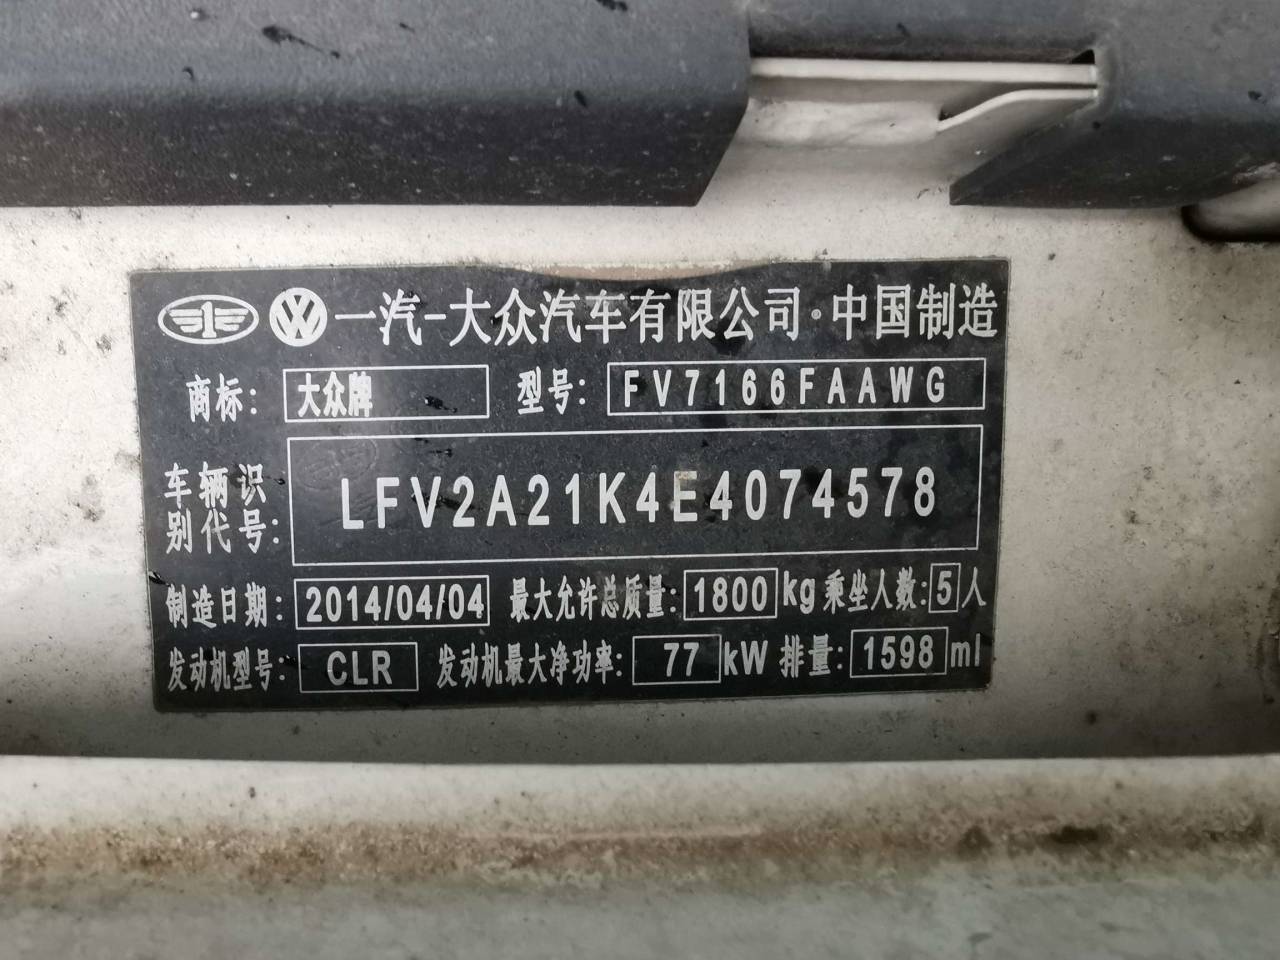 一汽-大众汽车有限公司·中国制造
商标: 大众牌 型号: FV7166FAAWG
车辆识别代号: LFV2A21K4E4074578
制造日期: 2014/04/04 最大允许总质量: 1800 kg 乘坐人数: 5 人
发动机型号: CLR 发动机最大净功率: 77 kW 排量: 1598 ml